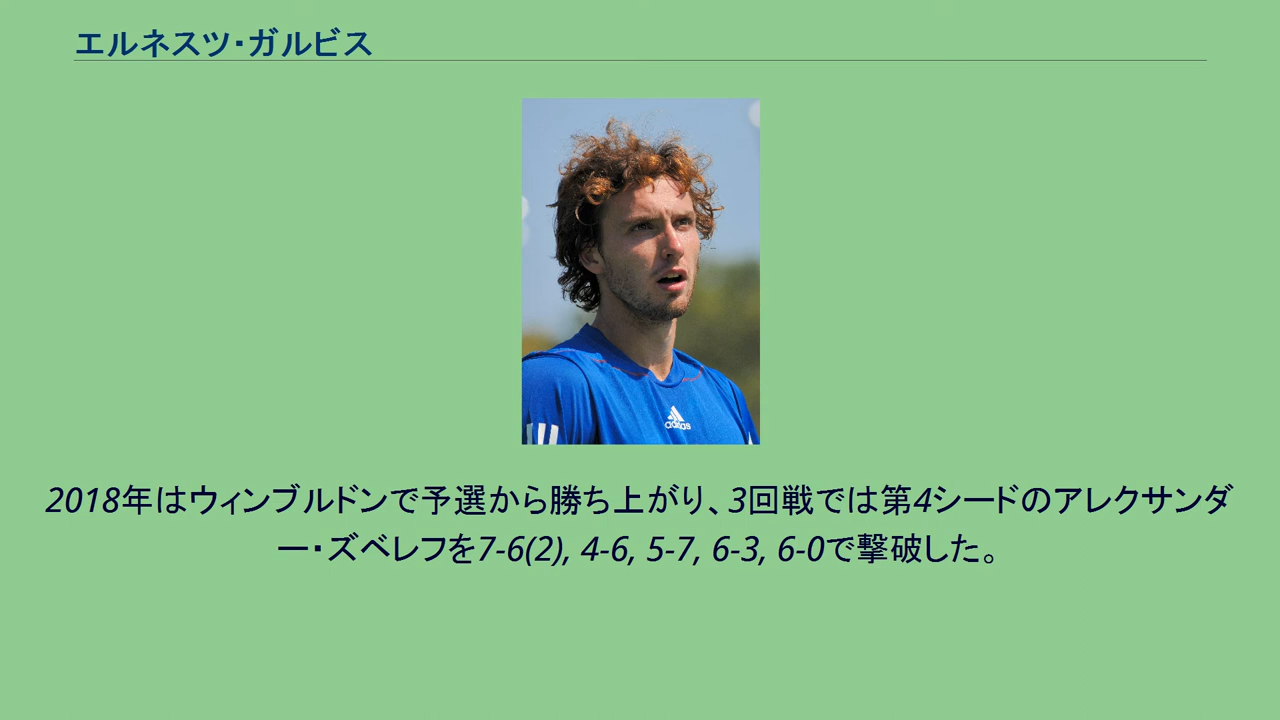 エルネスツ・ガルビス
adidas
2018年はウィンブルドンで予選から勝ち上がり、3回戦では第4シードのアレクサンダ
ー・ズベレフを7-6(2), 4-6, 5-7, 6-3, 6-0で撃破した。